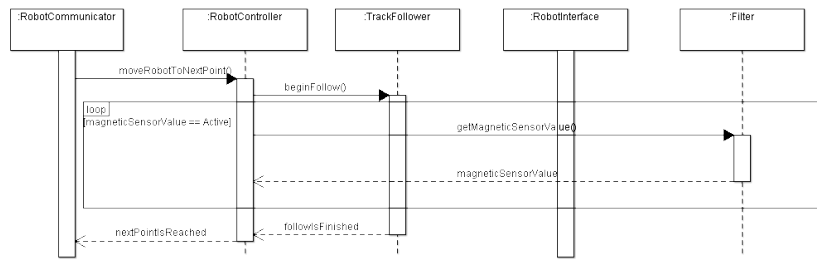 :RobotCommunicator
:RobotController
:TrackFollower
:RobotInterface
:Filter
moveRobotToNextPoint()
beginFollow()
loop
[magneticSensorValue == Active]
getMagneticSensorValue()
magneticSensorValue
followIsFinished
nextPointIsReached